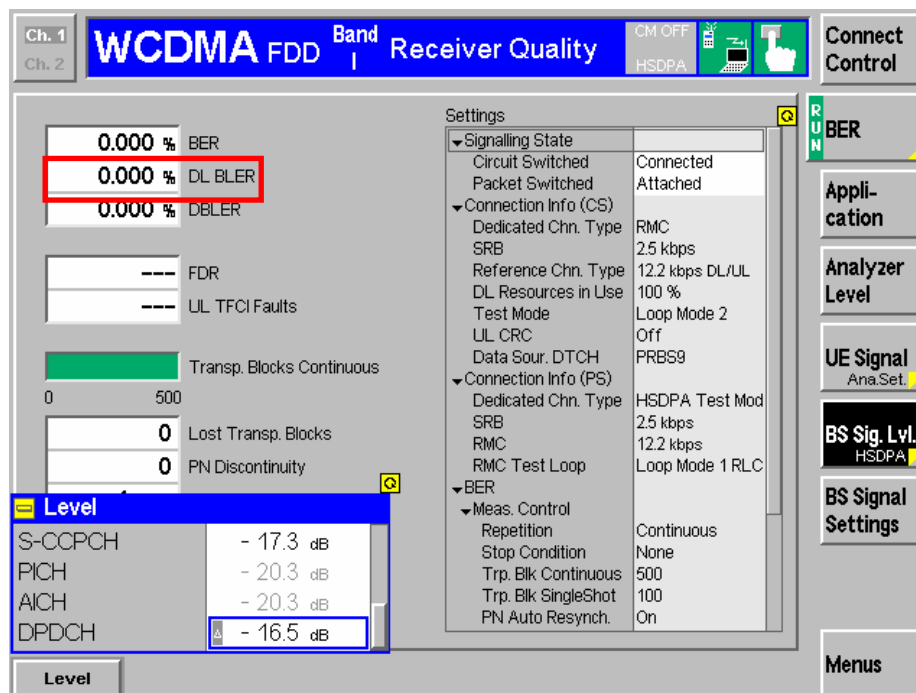 Ch. 1
Ch. 2
WCDMA FDD Band I Receiver Quality
CM OFF
HSDPA
Connect Control
0.000 % BER
0.000 % DL BLER
0.000 % DBLER
--- FDR
--- UL TFCI Faults
Transp. Blocks Continuous
0 500
0 Lost Transp. Blocks
0 PN Discontinuity
Level
S-CCPCH - 17.3 dB
PICH - 20.3 dB
AICH - 20.3 dB
DPDCH - 16.5 dB
Level
Settings
Signalling State
Circuit Switched Connected
Packet Switched Attached
Connection Info (CS)
Dedicated Chn. Type RMC
SRB 2.5 kbps
Reference Chn. Type 12.2 kbps DL/UL
DL Resources in Use 100 %
Test Mode Loop Mode 2
UL CRC Off
Data Sour. DTCH PRBS9
Connection Info (PS)
Dedicated Chn. Type HSDPA Test Mod
SRB 2.5 kbps
RMC 12.2 kbps
RMC Test Loop Loop Mode 1 RLC
BER
Meas. Control
Repetition Continuous
Stop Condition None
Trp. Blk Continuous 500
Trp. Blk SingleShot 100
PN Auto Resynch. On
RUN
BER
Appli-
cation
Analyzer
Level
UE Signal
Ana.Set.
BS Sig. Lvl.
HSDPA
BS Signal
Settings
Menus